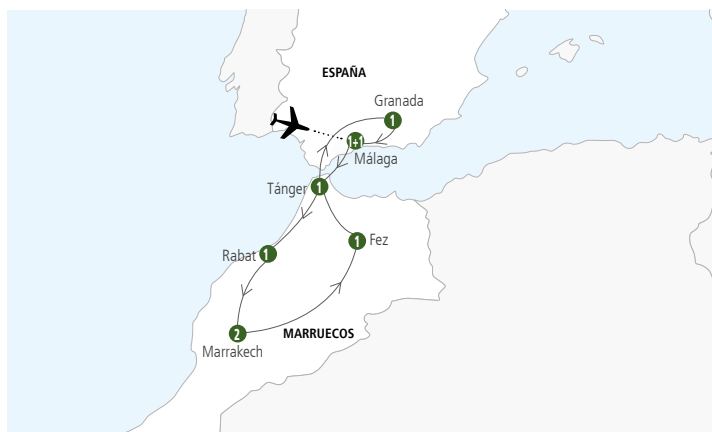 ESPAÑA
Granada
1
1+1
Málaga
Tánger
1
Rabat
1
1
Fez
2
MARRUECOS
Marrakech